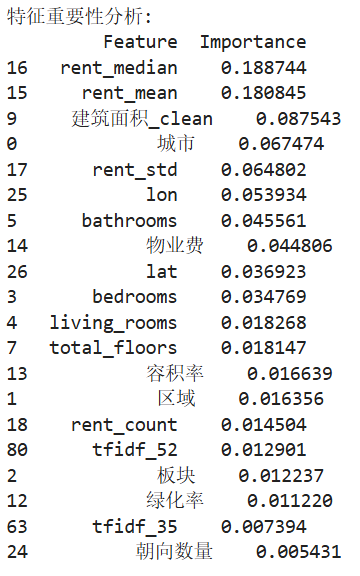 特征重要性分析:
Feature Importance
16 rent_median 0.188744
15 rent_mean 0.180845
9 建筑面积_clean 0.087543
0 城市 0.067474
17 rent_std 0.064802
25 lon 0.053934
5 bathrooms 0.045561
14 物业费 0.044806
26 lat 0.036923
3 bedrooms 0.034769
4 living_rooms 0.018268
7 total_floors 0.018147
13 容积率 0.016639
1 区域 0.016356
18 rent_count 0.014504
80 tfidf_52 0.012901
2 板块 0.012237
12 绿化率 0.011220
63 tfidf_35 0.007394
24 朝向数量 0.005431